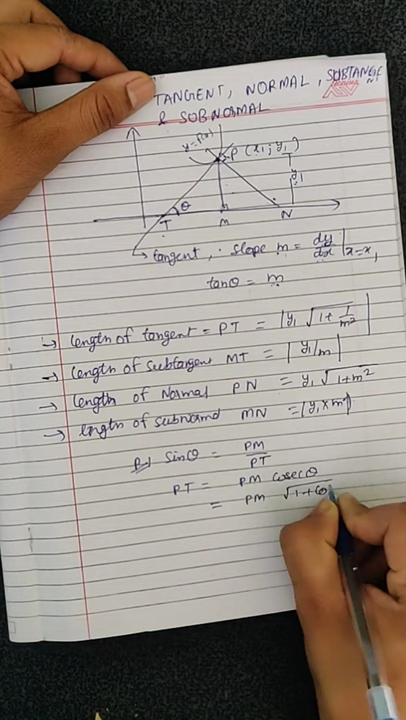 TANGENT, NORMAL, SUBTANGENT
& SUBNORMAL
y=f(x)
P (x₁, y₁)
y₁
θ
T M N
tangent, slope m = dy/dx |x=x₁
tanθ = m
→ length of tangent = PT = |y₁ √1+1/m²|
→ length of subtangent MT = |y₁/m|
→ length of Normal PN = y₁ √1+m²
→ length of subnormal MN = |y₁×m|
Sinθ = PM/PT
PT = PM cosecθ
= PM √1+co